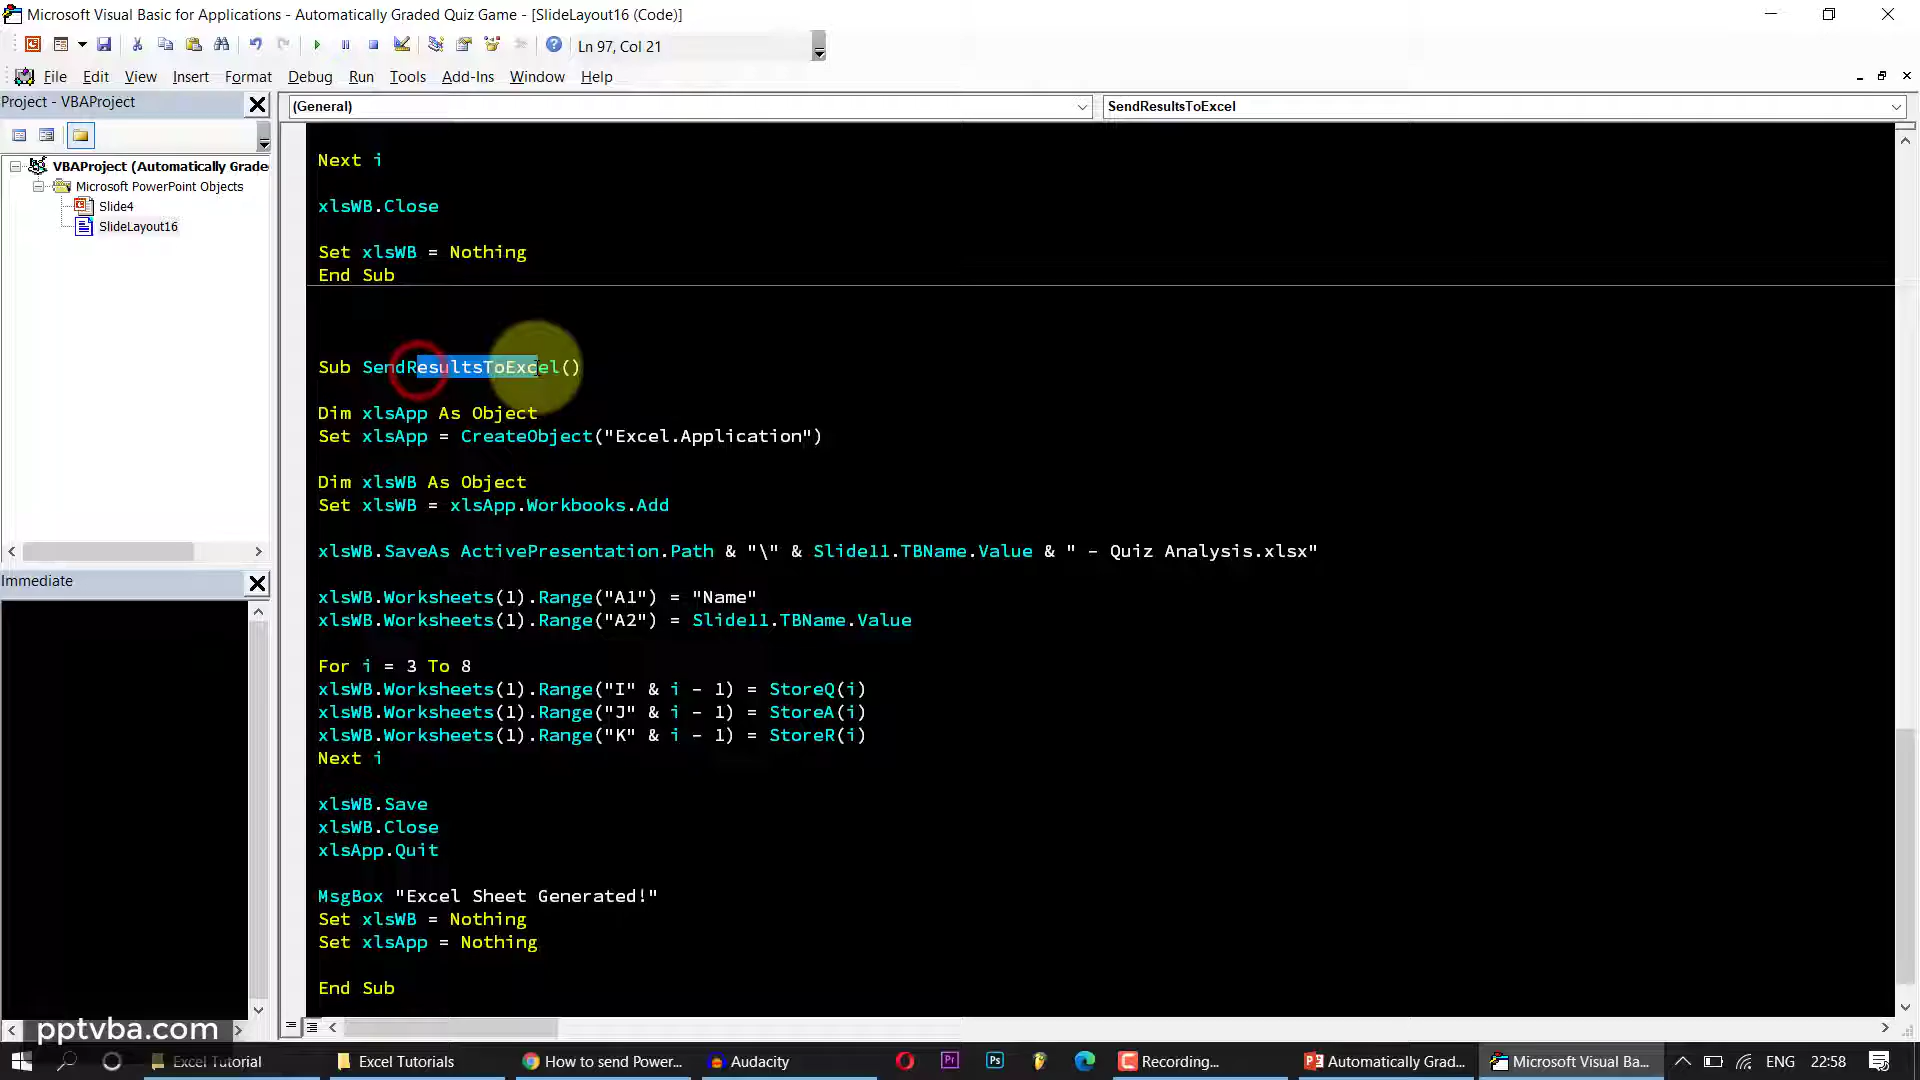 Microsoft Visual Basic for Applications - Automatically Graded Quiz Game - [SlideLayout16 (Code)]
Ln 97, Col 21
File Edit View Insert Format Debug Run Tools Add-Ins Window Help
Project - VBAProject
(General)
SendResultsToExcel
VBAProject (Automatically Grade
Microsoft PowerPoint Objects
Slide4
SlideLayout16
Next i
xlsWB.Close
Set xlsWB = Nothing
End Sub
Sub SendResultsToExcel()
Dim xlsApp As Object
Set xlsApp = CreateObject("Excel.Application")
Dim xlsWB As Object
Set xlsWB = xlsApp.Workbooks.Add
xlsWB.SaveAs ActivePresentation.Path & "\" & Slide11.TBName.Value & " - Quiz Analysis.xlsx"
xlsWB.Worksheets(1).Range("A1") = "Name"
xlsWB.Worksheets(1).Range("A2") = Slide11.TBName.Value
For i = 3 To 8
xlsWB.Worksheets(1).Range("I" & i - 1) = StoreQ(i)
xlsWB.Worksheets(1).Range("J" & i - 1) = StoreA(i)
xlsWB.Worksheets(1).Range("K" & i - 1) = StoreR(i)
Next i
xlsWB.Save
xlsWB.Close
xlsApp.Quit
MsgBox "Excel Sheet Generated!"
Set xlsWB = Nothing
Set xlsApp = Nothing
End Sub
Immediate
pptvba.com
Excel Tutorial
Excel Tutorials
How to send Power...
Audacity
Pr
Ps
Recording...
Automatically Grad...
Microsoft Visual Ba...
ENG
22:58